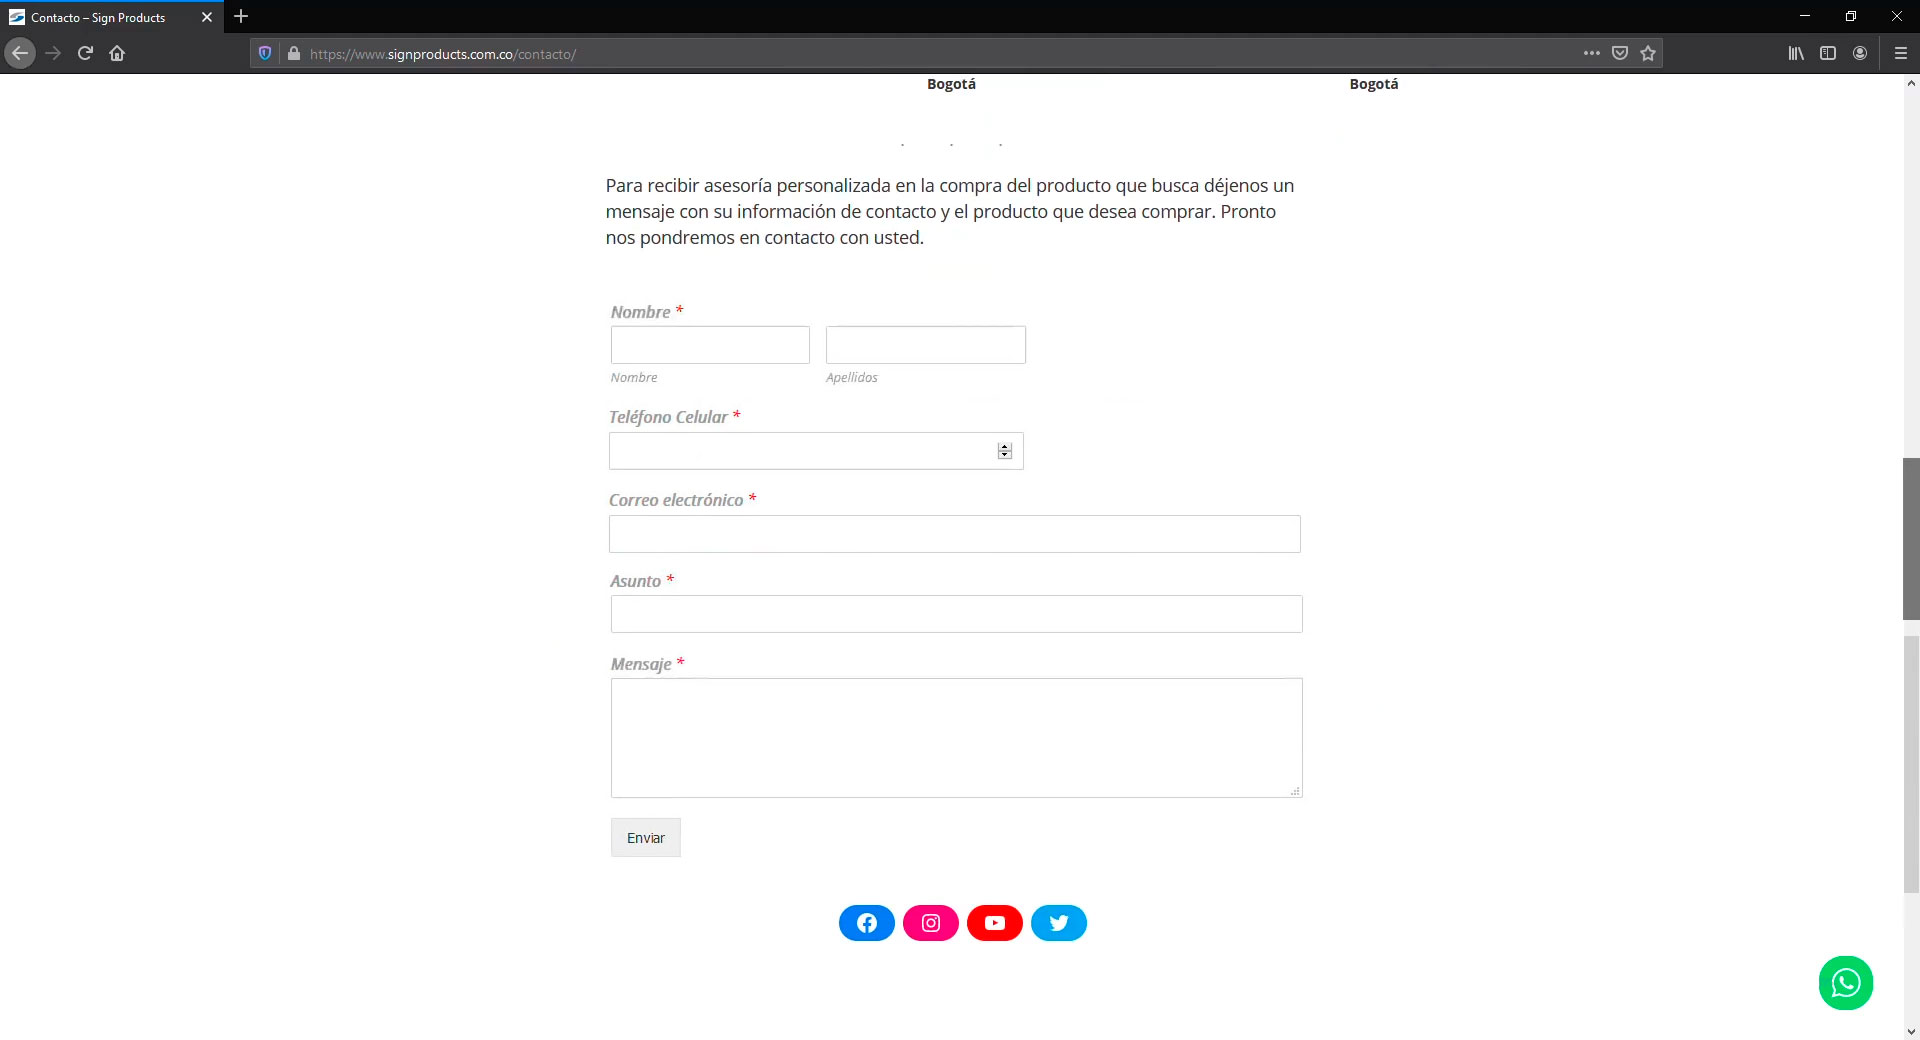 Contacto – Sign Products
https://www.signproducts.com.co/contacto/
Bogotá Bogotá
Para recibir asesoría personalizada en la compra del producto que busca déjenos un
mensaje con su información de contacto y el producto que desea comprar. Pronto
nos pondremos en contacto con usted.
Nombre *
Nombre Apellidos
Teléfono Celular *
Correo electrónico *
Asunto *
Mensaje *
Enviar